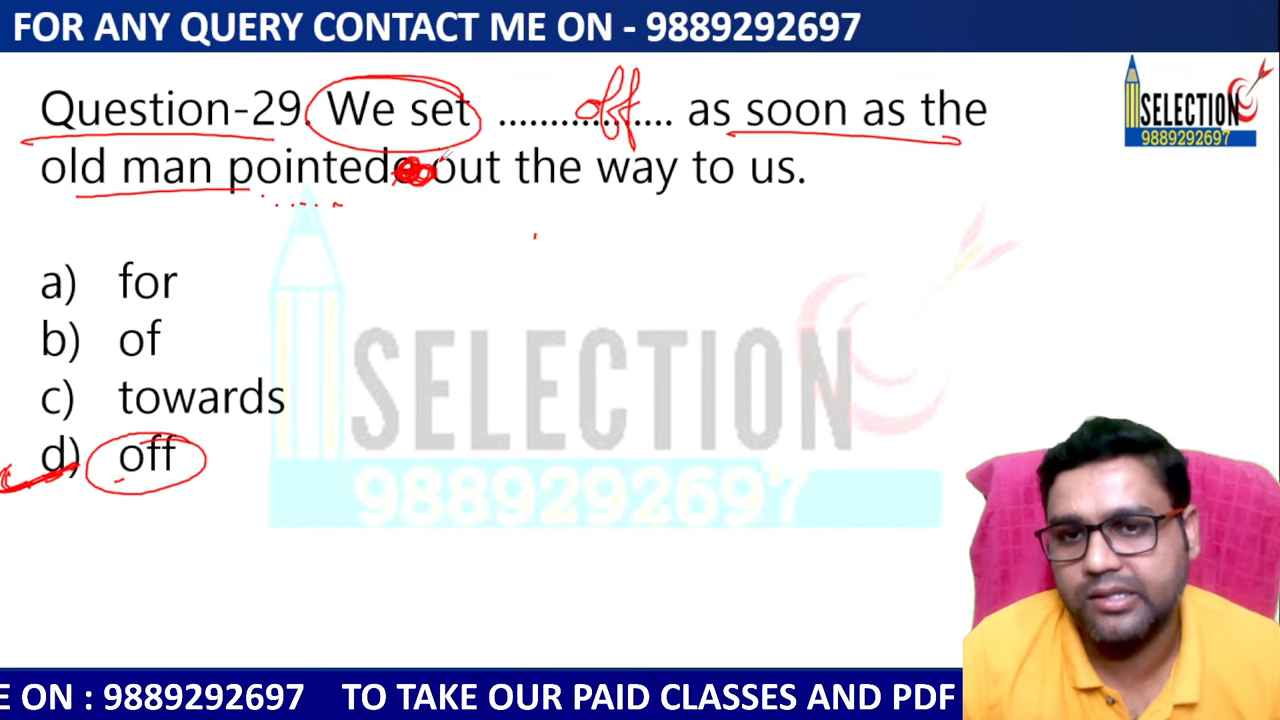 FOR ANY QUERY CONTACT ME ON - 9889292697
SELECTION
9889292697
Question-29. We set .................. as soon as the
off
old man pointed out the way to us.
a) for
b) of
c) towards
d) off
SELECTION
9889292697
E ON : 9889292697 TO TAKE OUR PAID CLASSES AND PDF